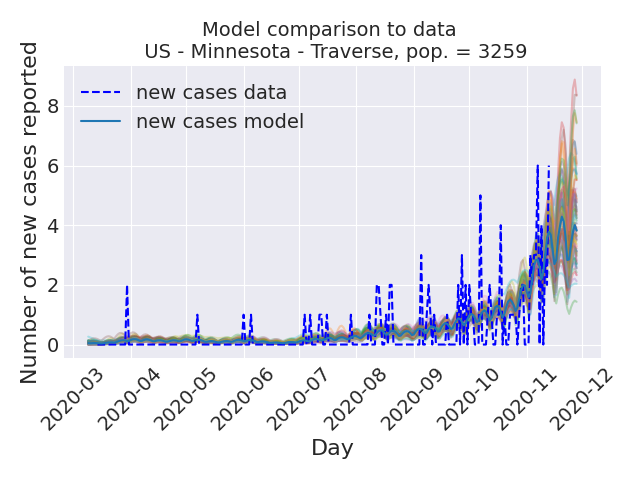 Model comparison to data
US - Minnesota - Traverse, pop. = 3259
Number of new cases reported
8
6
4
2
0
new cases data
new cases model
2020-03
2020-04
2020-05
2020-06
2020-07
2020-08
2020-09
2020-10
2020-11
2020-12
Day